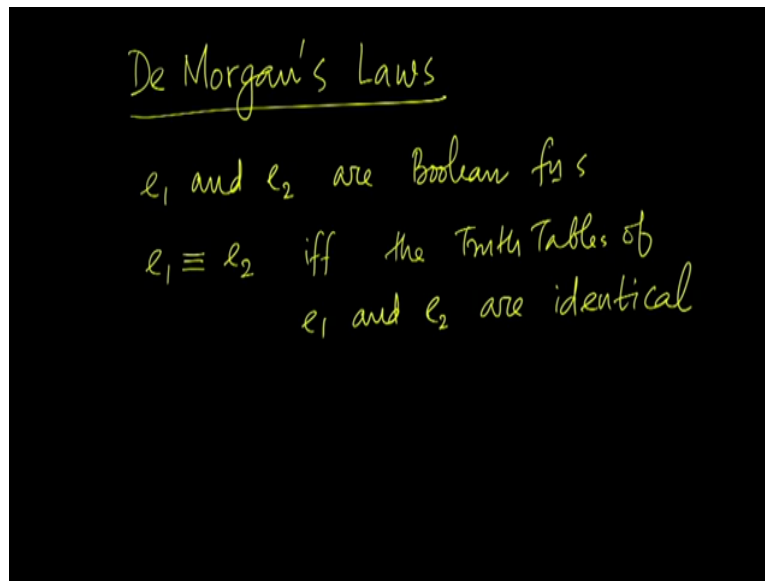 De Morgan's Laws
e₁ and e₂ are Boolean fns
e₁ ≡ e₂ iff the Truth Tables of
e₁ and e₂ are identical